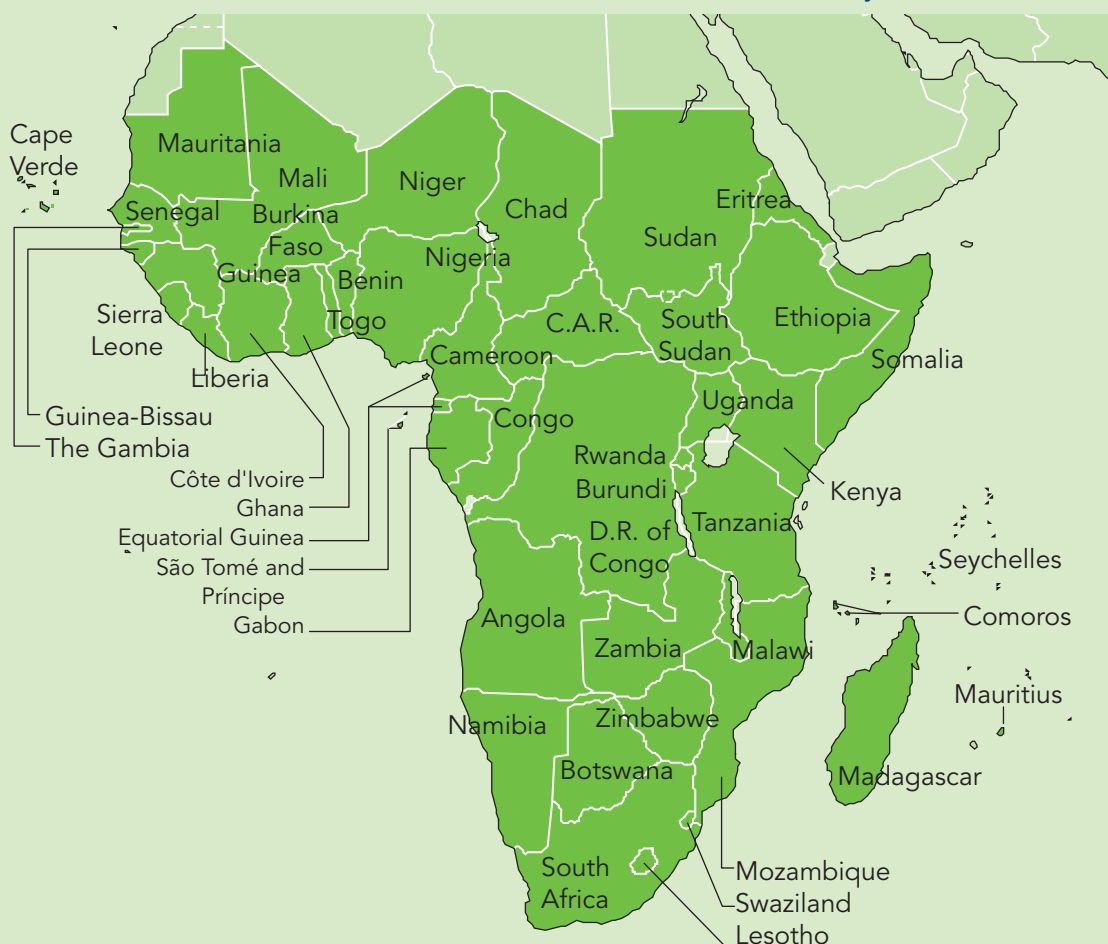 Cape
Verde
Mauritania
Mali
Niger
Chad
Eritrea
Senegal
Burkina
Faso
Sudan
Nigeria
Guinea
Benin
Togo
Sierra
Leone
Liberia
C.A.R.
South
Sudan
Ethiopia
Cameroon
Somalia
Guinea-Bissau
The Gambia
Congo
Uganda
Rwanda
Burundi
Kenya
Côte d'Ivoire
Ghana
Equatorial Guinea
São Tomé and
Príncipe
Gabon
D.R. of
Congo
Tanzania
Seychelles
Comoros
Angola
Zambia
Malawi
Mauritius
Namibia
Zimbabwe
Botswana
Madagascar
South
Africa
Mozambique
Swaziland
Lesotho